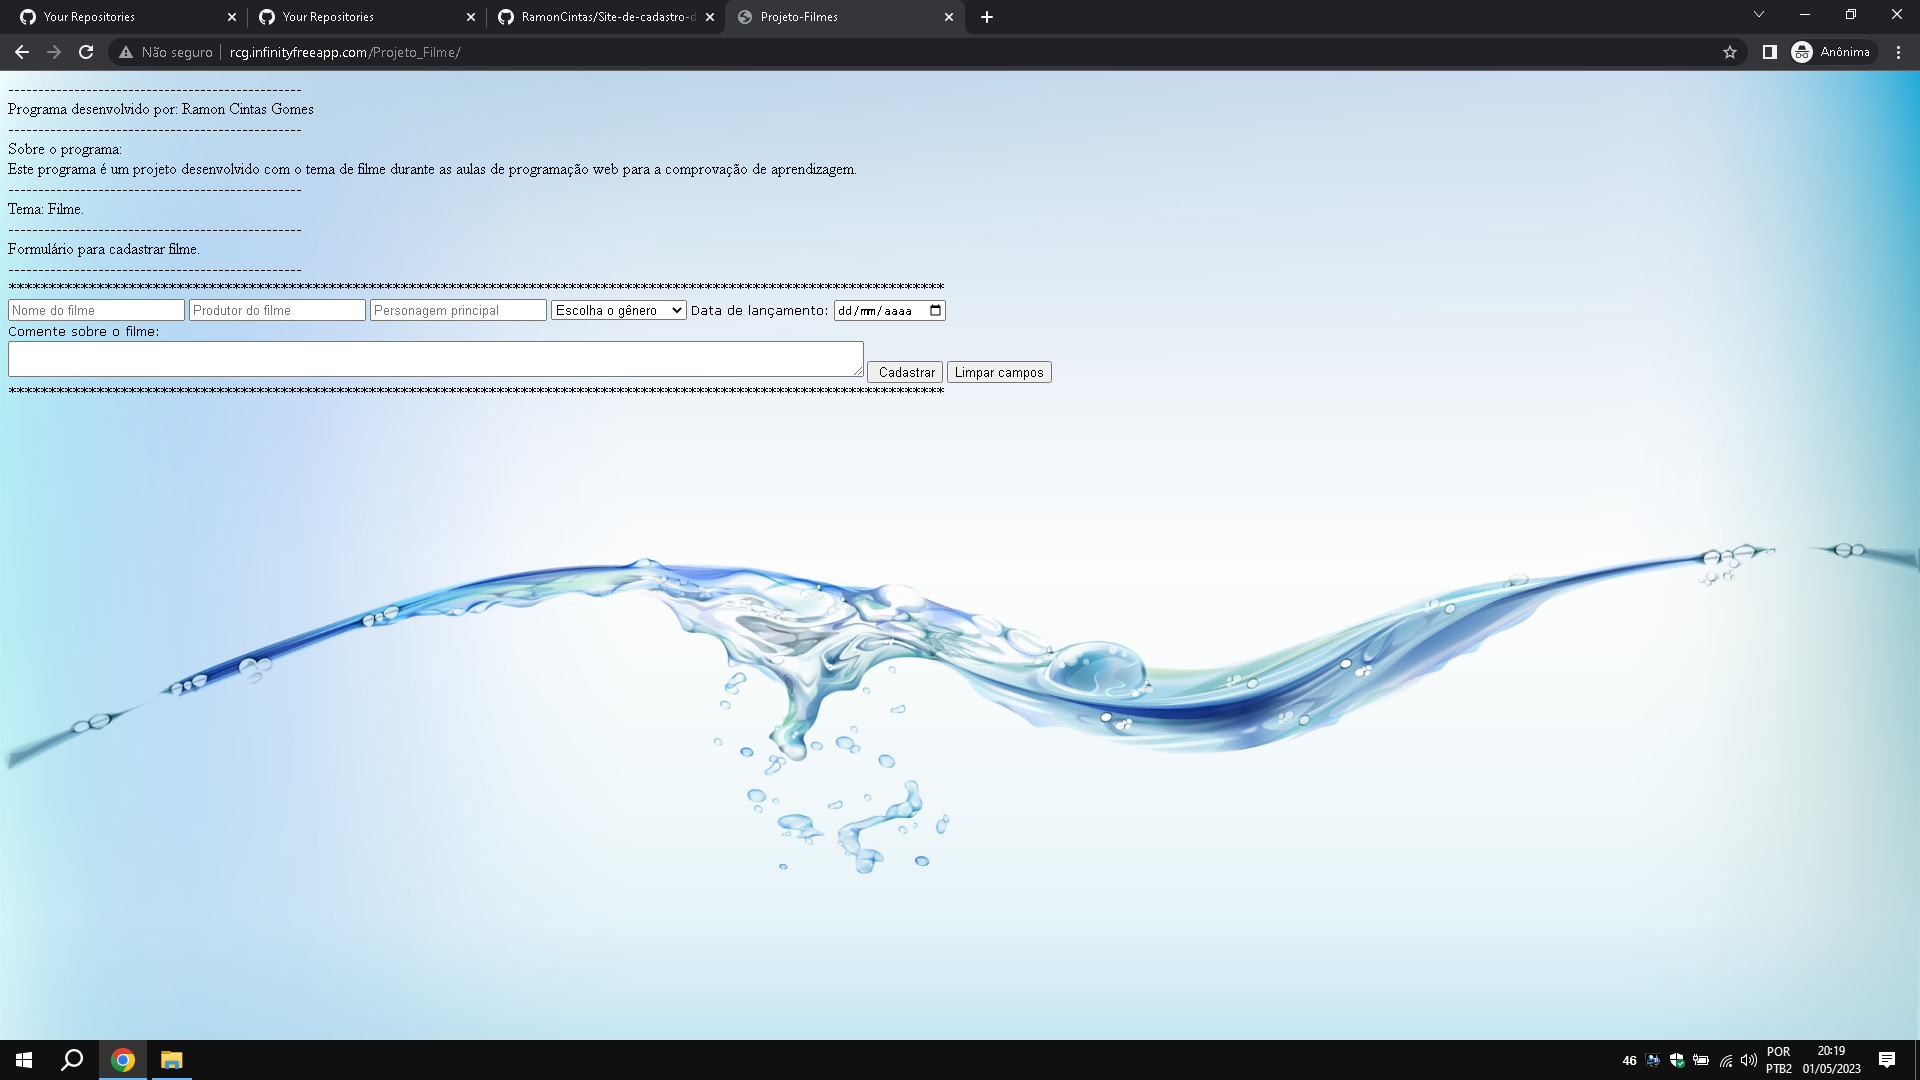 Your Repositories
Your Repositories
RamonCintas/Site-de-cadastro-d
Projeto-Filmes
Não seguro
rcg.infinityfreeapp.com/Projeto_Filme/
Anônima
-------------------------------------------------
Programa desenvolvido por: Ramon Cintas Gomes
-------------------------------------------------
Sobre o programa:
Este programa é um projeto desenvolvido com o tema de filme durante as aulas de programação web para a comprovação de aprendizagem.
-------------------------------------------------
Tema: Filme.
-------------------------------------------------
Formulário para cadastrar filme.
-------------------------------------------------
*********************************************************************************************************************
Nome do filme Produtor do filme Personagem principal Escolha o gênero Data de lançamento: dd/mm/aaaa
Comente sobre o filme:
Cadastrar Limpar campos
*********************************************************************************************************************
46
POR
PTB2
20:19
01/05/2023